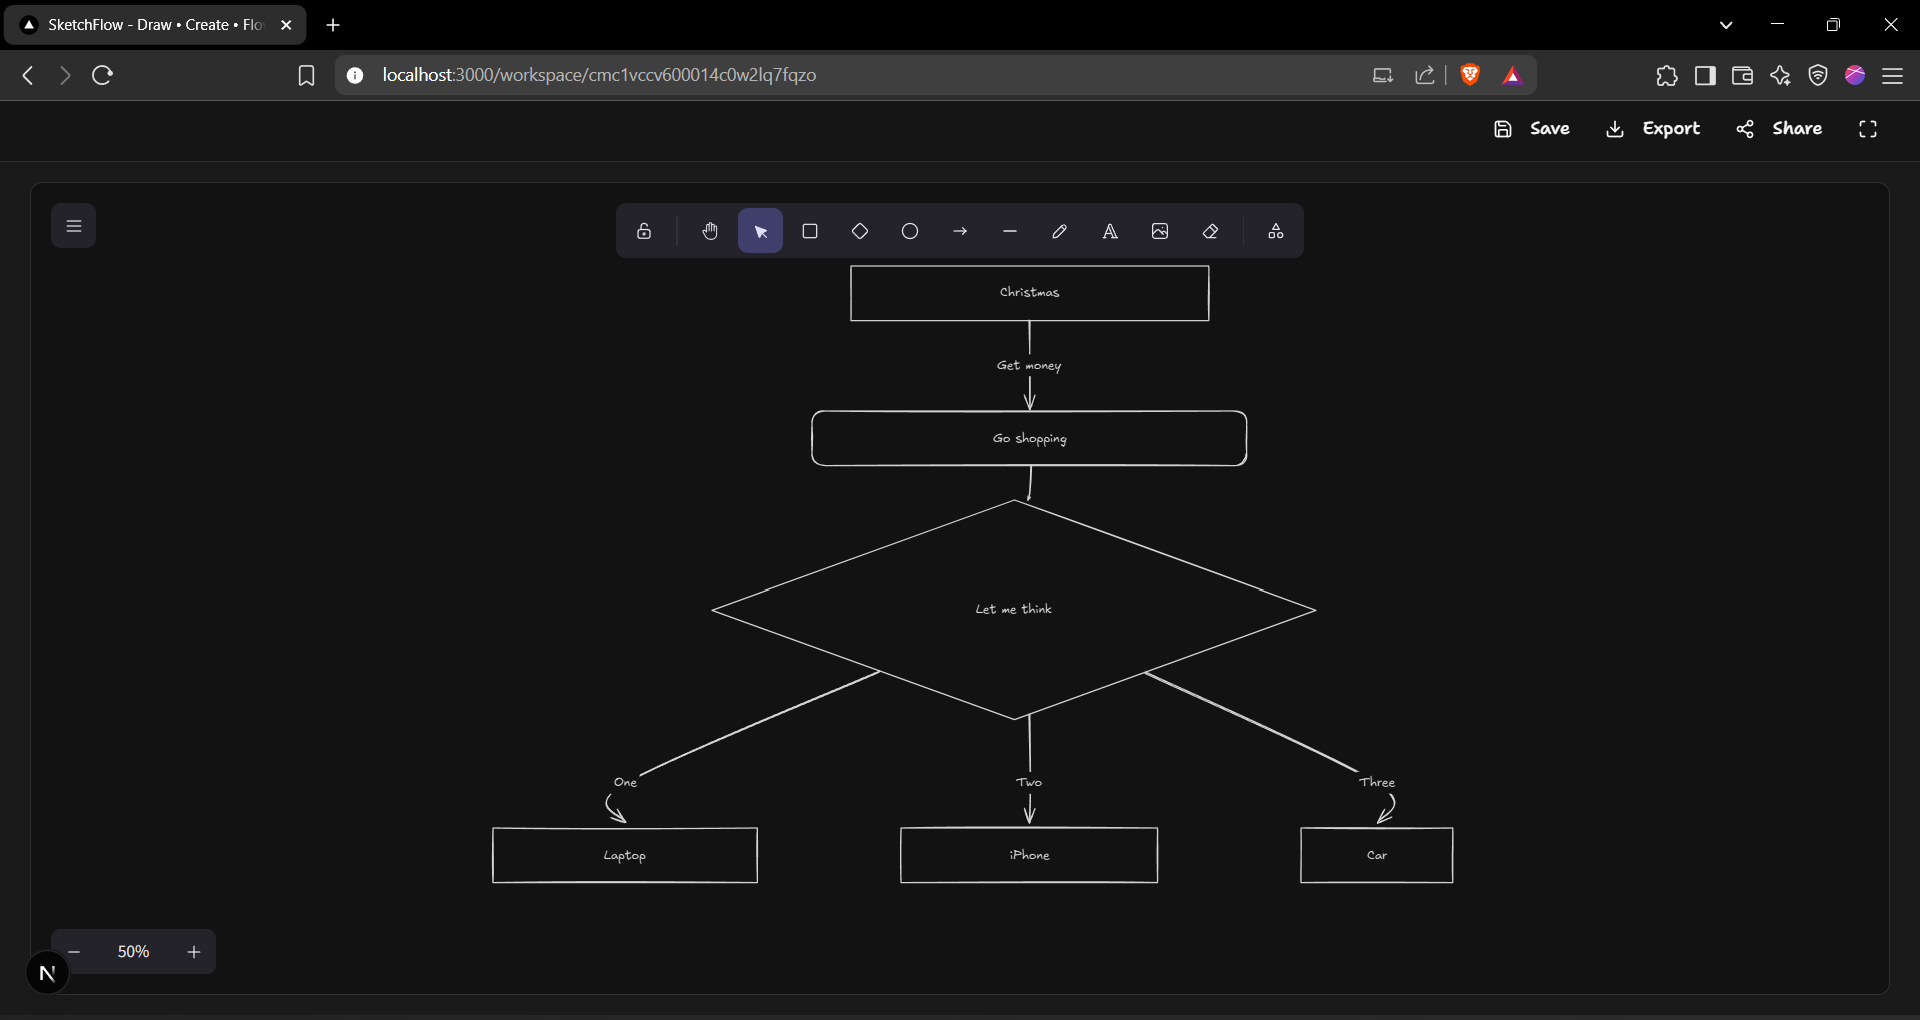 SketchFlow - Draw • Create • Flo
localhost:3000/workspace/cmc1vccv600014c0w2lq7fqzo
Save Export Share
Christmas
Get money
Go shopping
Let me think
One Two Three
Laptop iPhone Car
50%
N